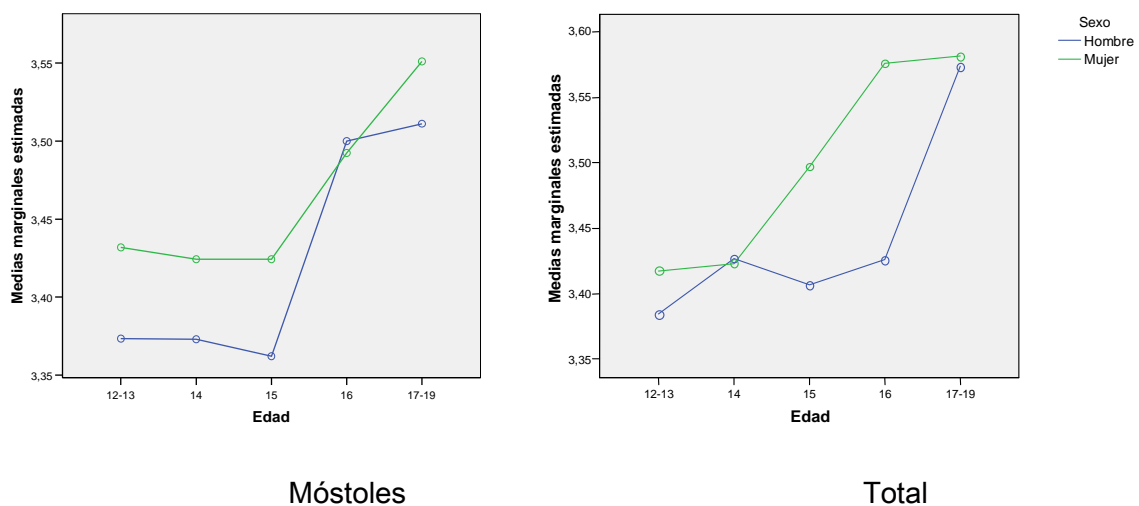 Medias marginales estimadas
3,55
3,50
3,45
3,40
3,35
12-13
14
15
16
17-19
Edad
Móstoles
Medias marginales estimadas
3,60
3,55
3,50
3,45
3,40
3,35
12-13
14
15
16
17-19
Edad
Total
Sexo
Hombre
Mujer